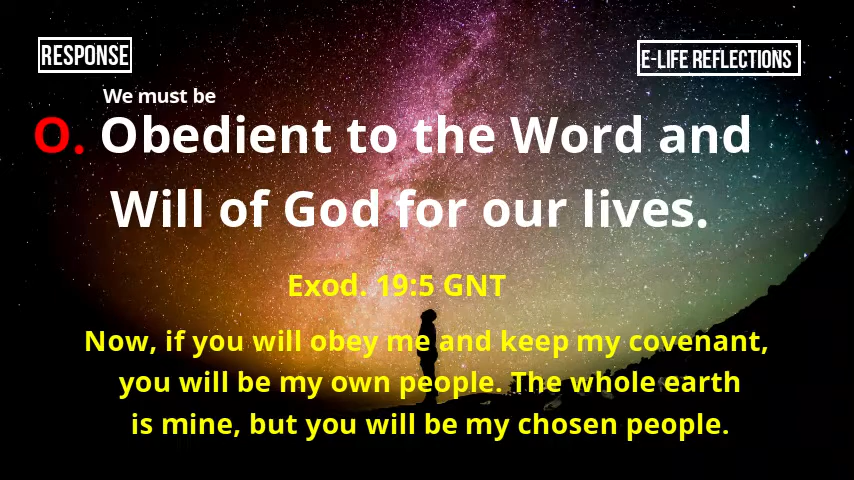 RESPONSE
E-LIFE REFLECTIONS
We must be
O. Obedient to the Word and
Will of God for our lives.
Exod. 19:5 GNT
Now, if you will obey me and keep my covenant,
you will be my own people. The whole earth
is mine, but you will be my chosen people.